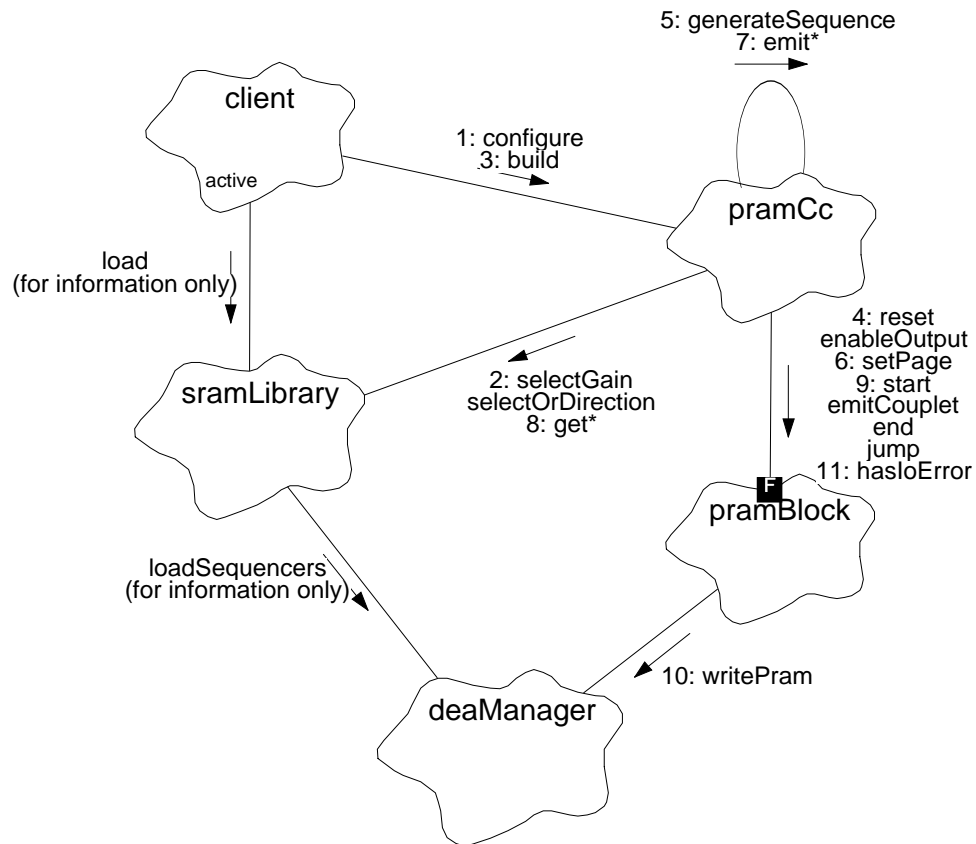 5: generateSequence
7: emit*
client
active
1: configure
3: build
pramCc
load
(for information only)
sramLibrary
2: selectGain
selectOrDirection
8: get*
4: reset
enableOutput
6: setPage
9: start
emitCouplet
end
jump
11: hasIoError
F
pramBlock
loadSequencers
(for information only)
10: writePram
deaManager